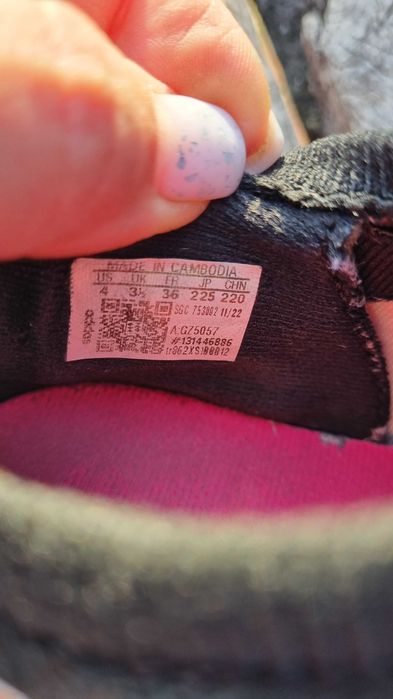 MADE IN CAMBODIA
US UK FR JP CHN
4 3½ 36 225 220
adidas
SGC 753002 11/22
A:GZ5057
#131446886